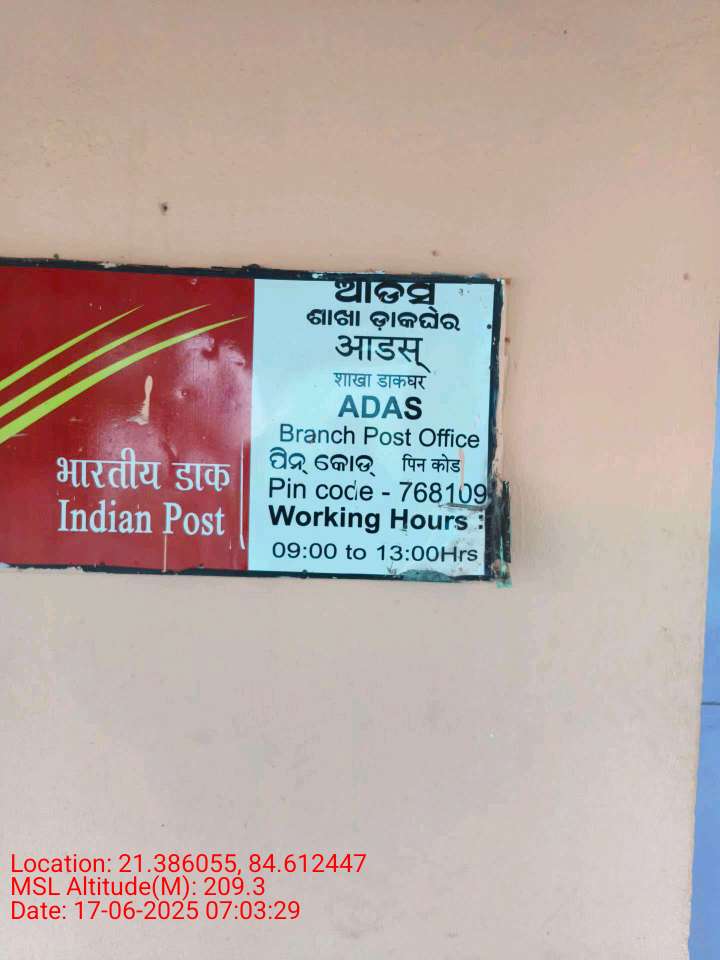 भारतीय डाक
Indian Post
ଆଡସ
ଶାଖା ଡ଼ାକଘର
आडस्
शाखा डाकघर
ADAS
Branch Post Office
ପିନ୍ କୋଡ୍ पिन कोड
Pin code - 768109
Working Hours :
09:00 to 13:00Hrs
Location: 21.386055, 84.612447
MSL Altitude(M): 209.3
Date: 17-06-2025 07:03:29